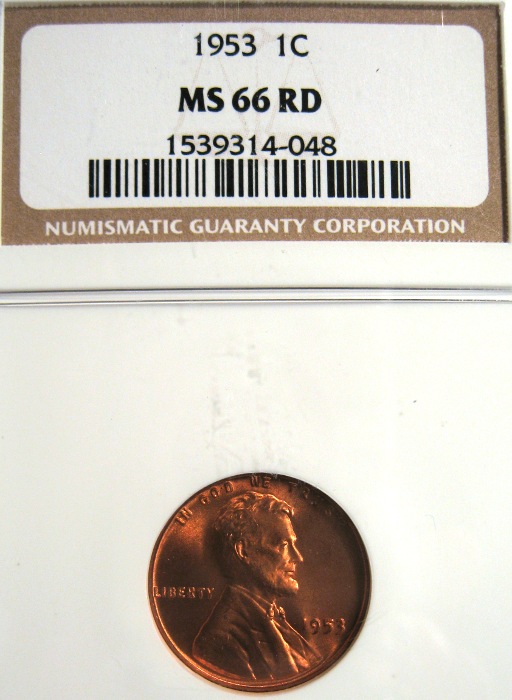 1953 1C
MS 66 RD
1539314-048
NUMISMATIC GUARANTY CORPORATION
IN GOD WE TRUST
LIBERTY
1953